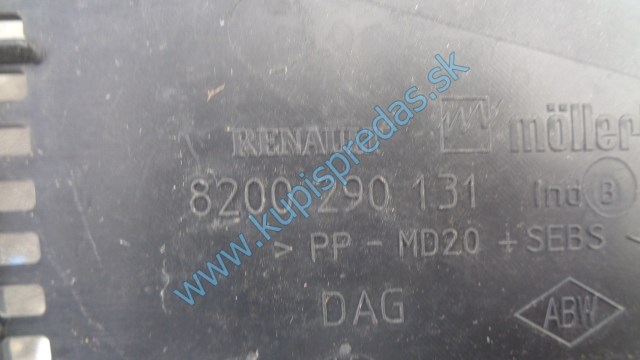 RENAULT möller
8200 290 131 Ind B
> PP - MD20 + SEBS <
DAG ABW
www.kupispredas.sk